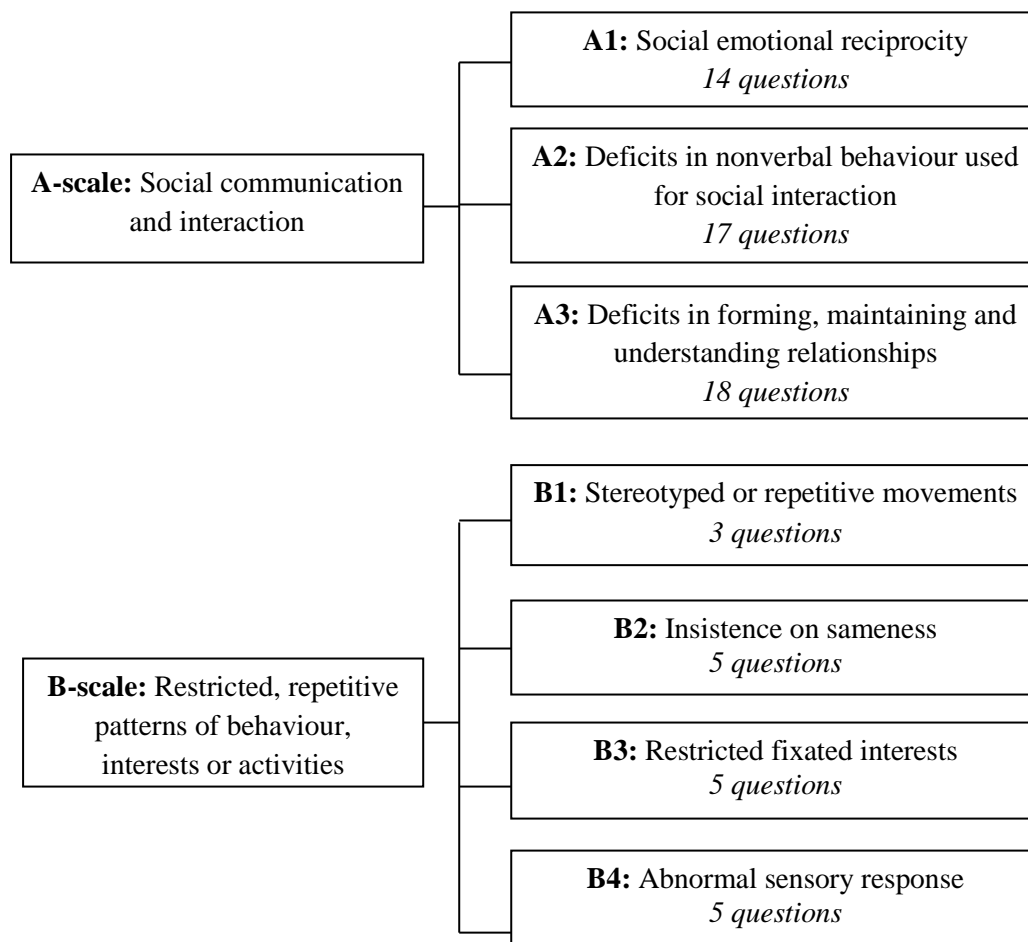 A1: Social emotional reciprocity
14 questions
A-scale: Social communication
and interaction
A2: Deficits in nonverbal behaviour used
for social interaction
17 questions
A3: Deficits in forming, maintaining and
understanding relationships
18 questions
B1: Stereotyped or repetitive movements
3 questions
B2: Insistence on sameness
5 questions
B-scale: Restricted, repetitive
patterns of behaviour,
interests or activities
B3: Restricted fixated interests
5 questions
B4: Abnormal sensory response
5 questions